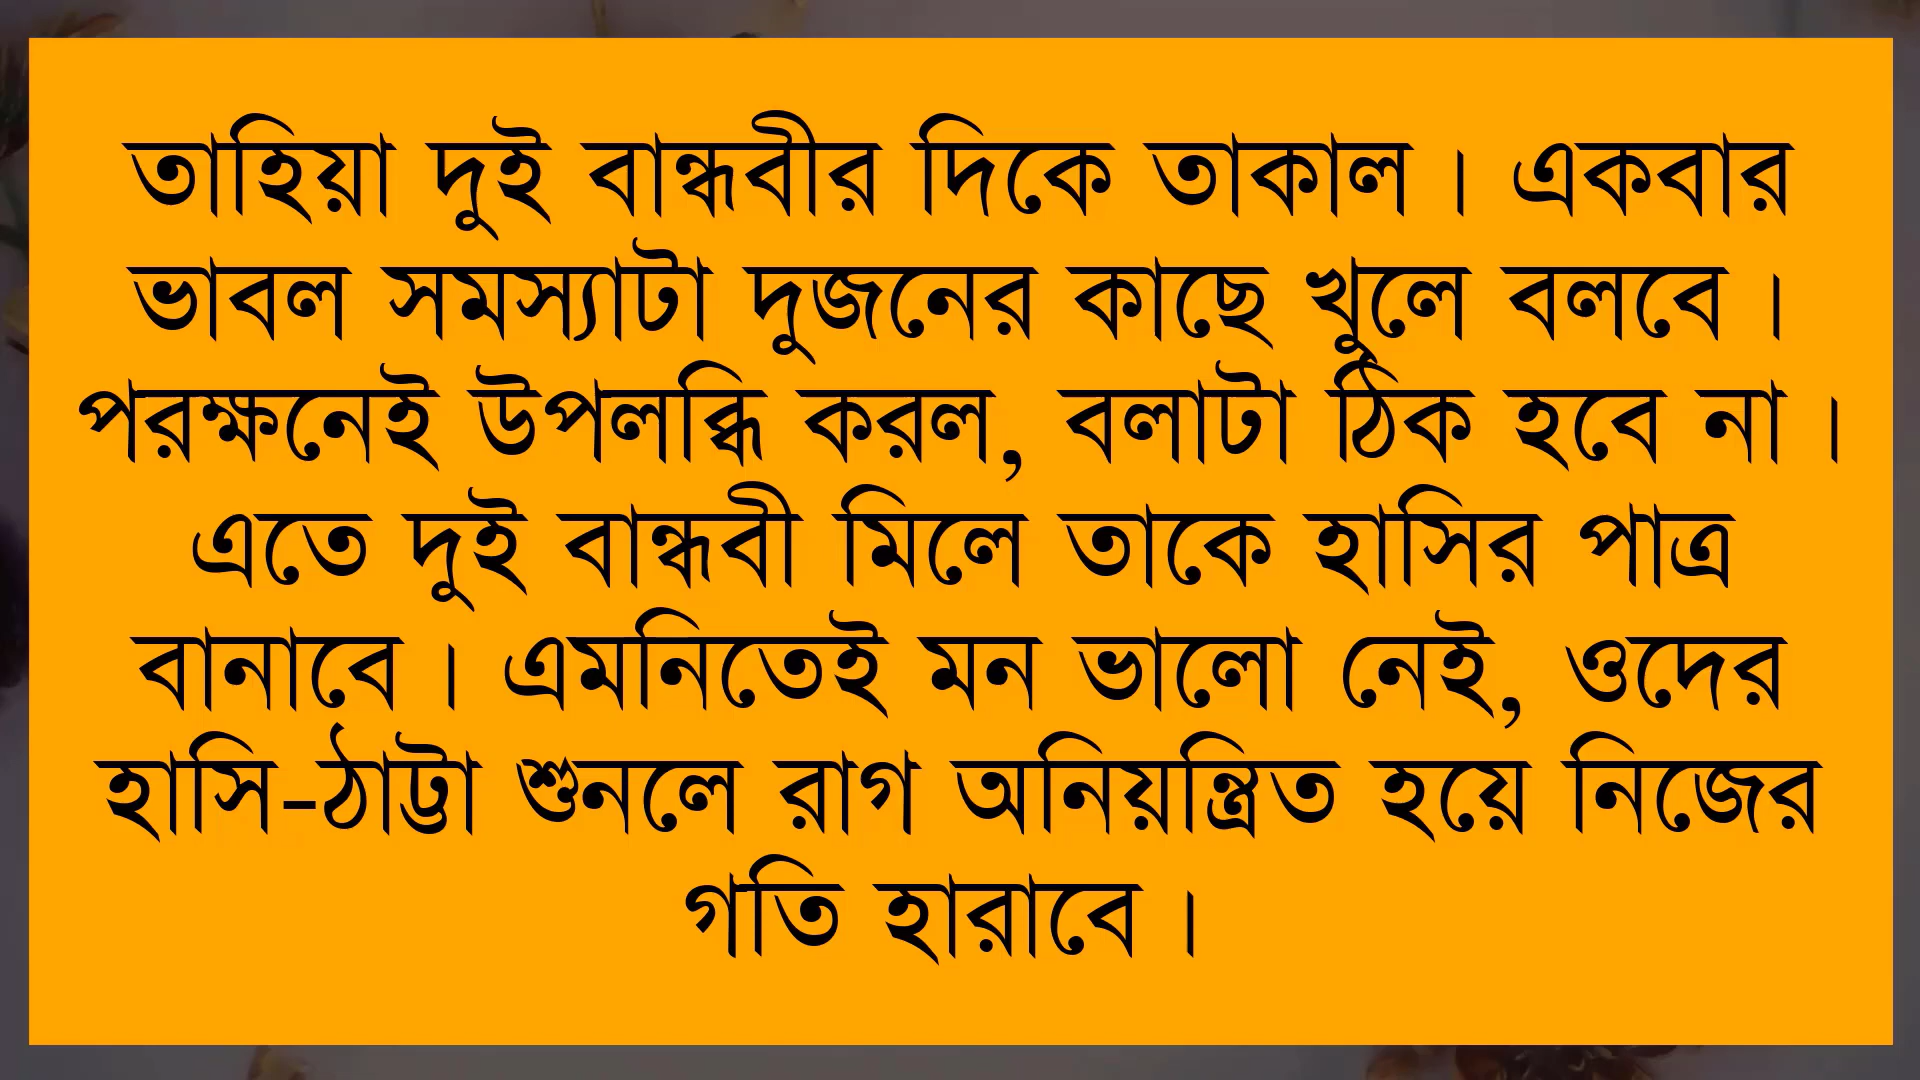 তাহিয়া দুই বান্ধবীর দিকে তাকাল। একবার
ভাবল সমস্যাটা দুজনের কাছে খুলে বলবে।
পরক্ষনেই উপলব্ধি করল, বলাটা ঠিক হবে না।
এতে দুই বান্ধবী মিলে তাকে হাসির পাত্র
বানাবে। এমনিতেই মন ভালো নেই, ওদের
হাসি-ঠাট্টা শুনলে রাগ অনিয়ন্ত্রিত হয়ে নিজের
গতি হারাবে।